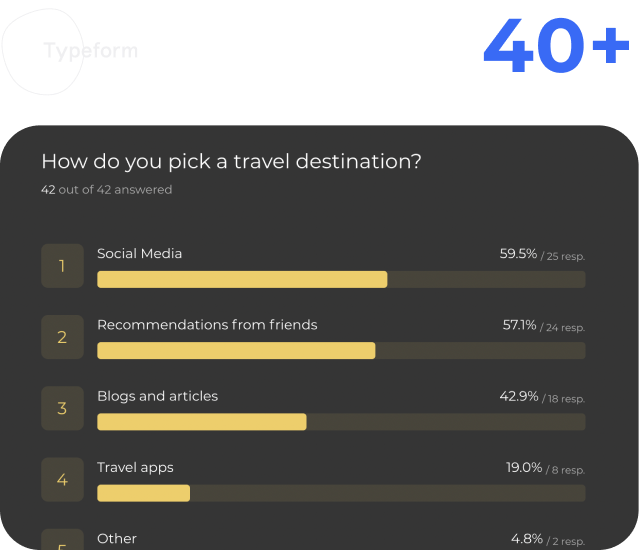 Typeform
40+
How do you pick a travel destination?
42 out of 42 answered
1 Social Media 59.5% / 25 resp.
2 Recommendations from friends 57.1% / 24 resp.
3 Blogs and articles 42.9% / 18 resp.
4 Travel apps 19.0% / 8 resp.
5 Other 4.8% / 2 resp.